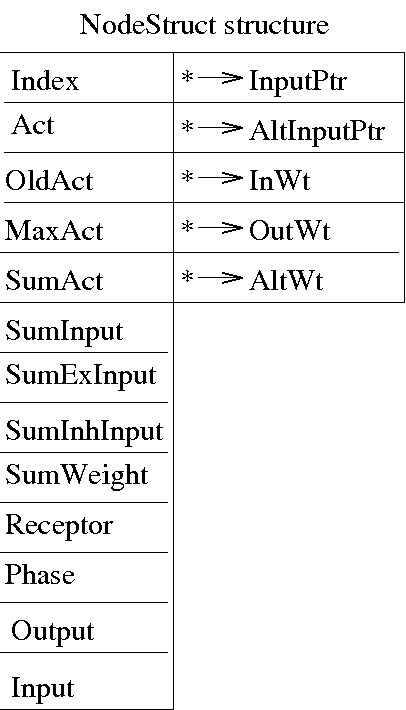 NodeStruct structure
Index * → InputPtr
Act * → AltInputPtr
OldAct * → InWt
MaxAct * → OutWt
SumAct * → AltWt
SumInput
SumExInput
SumInhInput
SumWeight
Receptor
Phase
Output
Input